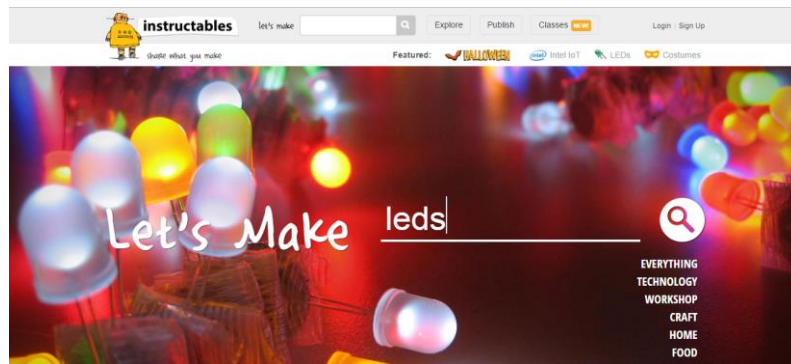 instructables let's make Explore Publish Classes NEW Login | Sign Up
share what you make Featured: HALLOWEEN intel Intel IoT LEDs Costumes
Let's Make leds
EVERYTHING
TECHNOLOGY
WORKSHOP
CRAFT
HOME
FOOD